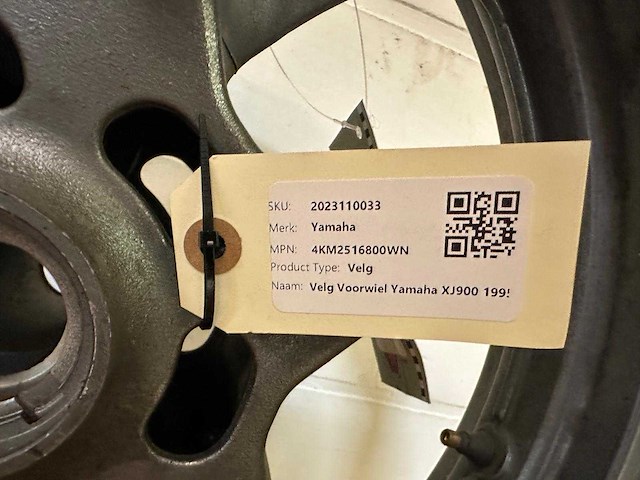 SKU: 2023110033
Merk: Yamaha
MPN: 4KM2516800WN
Product Type: Velg
Naam: Velg Voorwiel Yamaha XJ900